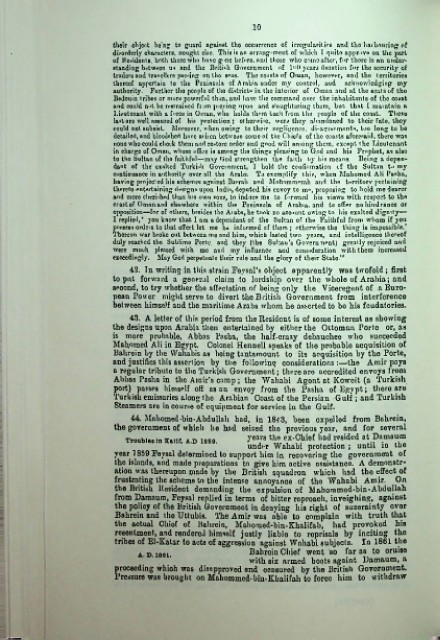 10
their object being to guard against the occurrence of irregularities and the harbouring of
disorderly characters, sought site. This is an arrangement of which I quite approve on the part
of Residents, both those who have gone before, and those who come after, for there is an under-
standing between us and the British Government of 100 years duration for the security of
traders and travellers passing on the seas. The coasts of Oman, however, and the territories
thereof appertain to the Peninsula of Arabia under my control, and acknowledging my
authority. Further the people of the districts in the interior of Oman and at the seats of the
Bedouin tribes or more powerful than, and have the command over the inhabitants of the coast
and could not be restrained from preying upon and slaughtering them, but that I maintain a
Lieutenant with a force in Oman, who holds them back from the people of the coast. These
last are well assured of his protection; otherwise, were they abandoned to their fate, they
could not subsist. Moreover, when owing to their negligence, disagreements, too long to be
detailed, and bloodshed have arisen between some of the Chiefs of the coasts aforesaid, there was
none who could check them nor restore order and good will among them, except the Lieutenant
in charge of Oman, whose office is among the things pleasing to God and his Prophet, as also
to the Sultan of the faithful—may God strengthen the faith by his means. Being a depen-
dant of the exalted Turkish Government, I hold the confirmation of the Sultan to my
continuance in authority over all the Arabs. To exemplify this, when Mahomed Ali Pasha,
having projected his schemes against Basrah and Mohammerah and the territory pertaining
thereto entertaining designs upon India, deputed his envoy to me, proposing to hold me dearer
and more cherished than his own sons, to induce me to forward his views with respect to the
coast of Oman and elsewhere within the Peninsula of Arabia, and to offer no hindrance or
opposition—for of others, besides the Arabs, he took no account owing to his exalted dignity—
I replied, 'you know that I am a dependant of the Sultan of the Faithful from whom if you
possess orders to that effect let me be informed of them; otherwise the thing is impossible.'
Thereon war broke out between me and him, which lasted two years, and intelligence thereof
duly reached the Sublime Porte and they (the Sultan's Government) greatly rejoiced and
were much pleased with me and my influence and consideration with them increased
exceedingly. May God perpetuate their rule and the glory of their State."
42. In writing in this strain Feysal's object apparently was twofold; first
to put forward a general claim to lordship over the whole of Arabia; and
second, to try whether the affectation of being only the Viceregent of a Euro-
pean Power might serve to divert the British Government from interference
between himself and the maritime Arabs whom he asserted to be his feudatories.
43. A letter of this period from the Resident is of some interest as showing
the designs upon Arabia then entertained by either the Ottoman Porte or, as
is more probable, Abbas Pasha, the half-crazy debauchee who succeeded
Mahomed Ali in Egypt. Colonel Hennell speaks of the probable acquisition of
Bahrein by the Wahabis as being tantamount to its acquisition by the Porte,
and justifies this assertion by the following considerations:—the Amir pays
a regular tribute to the Turkish Government; there are accredited envoys from
Abbas Pasha in the Amir's camp; the Wahabi Agent at Koweit (a Turkish
port) passes himself off as an envoy from the Pasha of Egypt; there are
Turkish emissaries along the Arabian Coast of the Persian Gulf; and Turkish
Steamers are in course of equipment for service in the Gulf.
44. Mahomed-bin-Abdullah had, in 1843, been expelled from Bahrein,
the government of which he had seized the previous year, and for several
Troubles in Katif. A.D 1859.
years the ex-Chief had resided at Damaum
under Wahabi protection; until in the
year 1859 Feysal determined to support him in recovering the government of
the islands, and made preparations to give him active assistance. A demonstr-
ation was thereupon made by the British squadron which had the effect of
frustrating the scheme to the intense annoyance of the Wahabi Amir. On
the British Resident demanding the expulsion of Mahommed-bin-Abdullah
from Damaum, Feysal replied in terms of bitter reproach, inveighing, against
the policy of the British Government in denying his right of suzerainty over
Bahrein and the Uttubis. The Amir was able to complain with truth that
the actual Chief of Bahrein, Mahomed-bin-Khalifah, had provoked his
resentment, and rendered himself justly liable to reprisals by inciting the
tribes of El-Katar to acts of aggression against Wahabi subjects. In 1861 the
A. D. 1861.
Bahrein Chief went so far as to cruise
with six armed boats against Damaum, a
proceeding which was disapproved and censured by the British Government.
Pressure was brought on Mahommed-bin-Khalifah to force him to withdraw